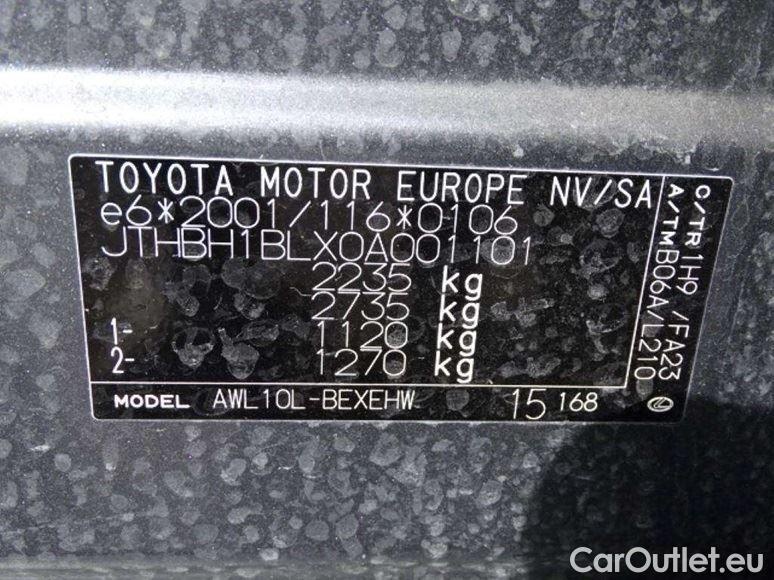 TOYOTA MOTOR EUROPE NV/SA
e6*2001/116*0106
JTHBH1BLX0A001101
2235 kg
2735 kg
1- 1120 kg
2- 1270 kg
MODEL AWL10L-BEXEHW 15 168
C/TR 1H9 /FA23
A/TM B06A/L210
CarOutlet.eu